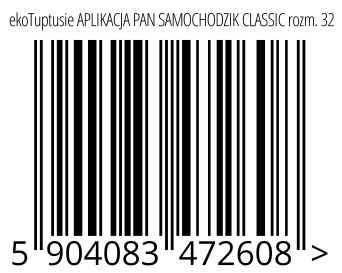 ekoTuptusie APLIKACJA PAN SAMOCHODZIK CLASSIC rozm. 32
5 904083 472608 >